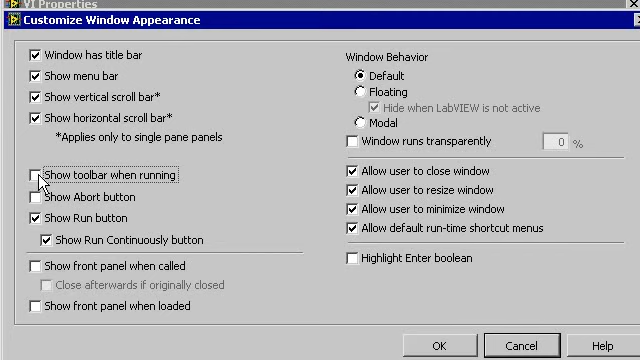 VI Properties
Customize Window Appearance
Window has title bar
Show menu bar
Show vertical scroll bar*
Show horizontal scroll bar*
*Applies only to single pane panels
Show toolbar when running
Show Abort button
Show Run button
Show Run Continuously button
Show front panel when called
Close afterwards if originally closed
Show front panel when loaded
Window Behavior
Default
Floating
Hide when LabVIEW is not active
Modal
Window runs transparently 0 %
Allow user to close window
Allow user to resize window
Allow user to minimize window
Allow default run-time shortcut menus
Highlight Enter boolean
OK Cancel Help